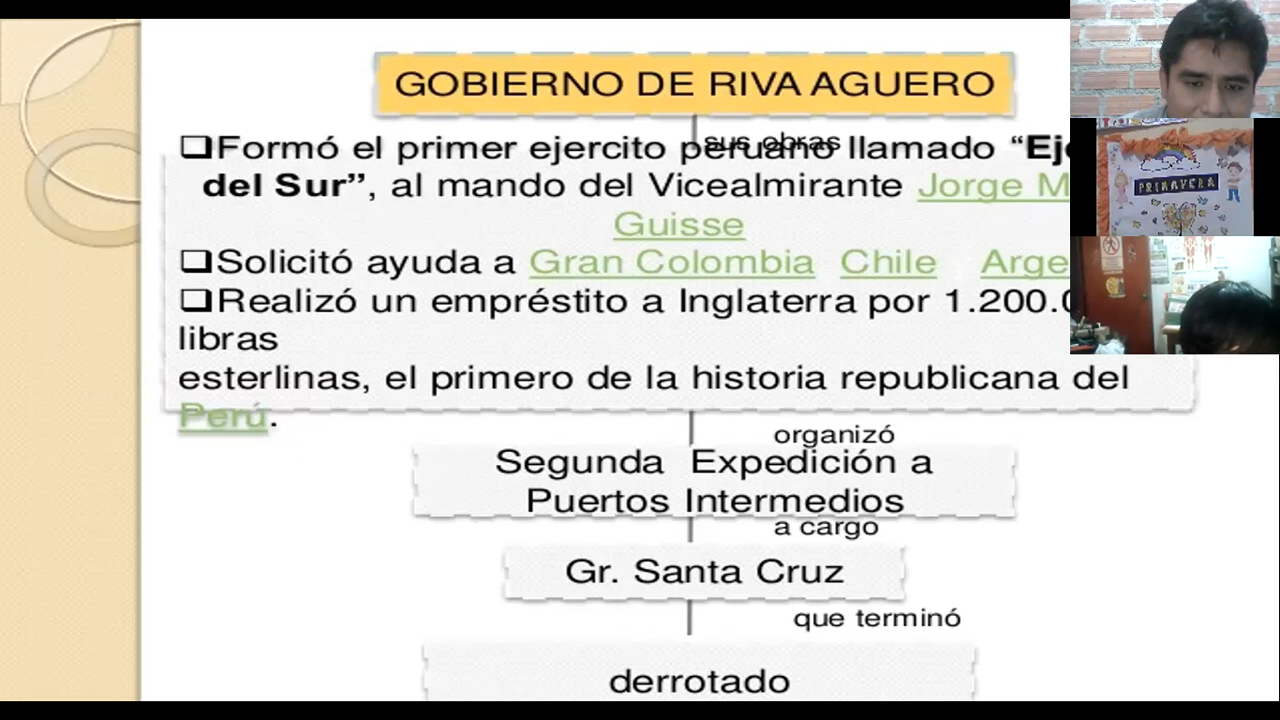 GOBIERNO DE RIVA AGUERO
sus obras
❑Formó el primer ejercito peruano llamado “
del Sur”, al mando del Vicealmirante Jorge
Guisse
❑Solicitó ayuda a Gran Colombia Chile
❑Realizó un empréstito a Inglaterra por
libras
esterlinas, el primero de la historia republicana del
Perú.
organizó
Segunda Expedición a
Puertos Intermedios
a cargo
Gr. Santa Cruz
que terminó
derrotado
PRIMAVERA